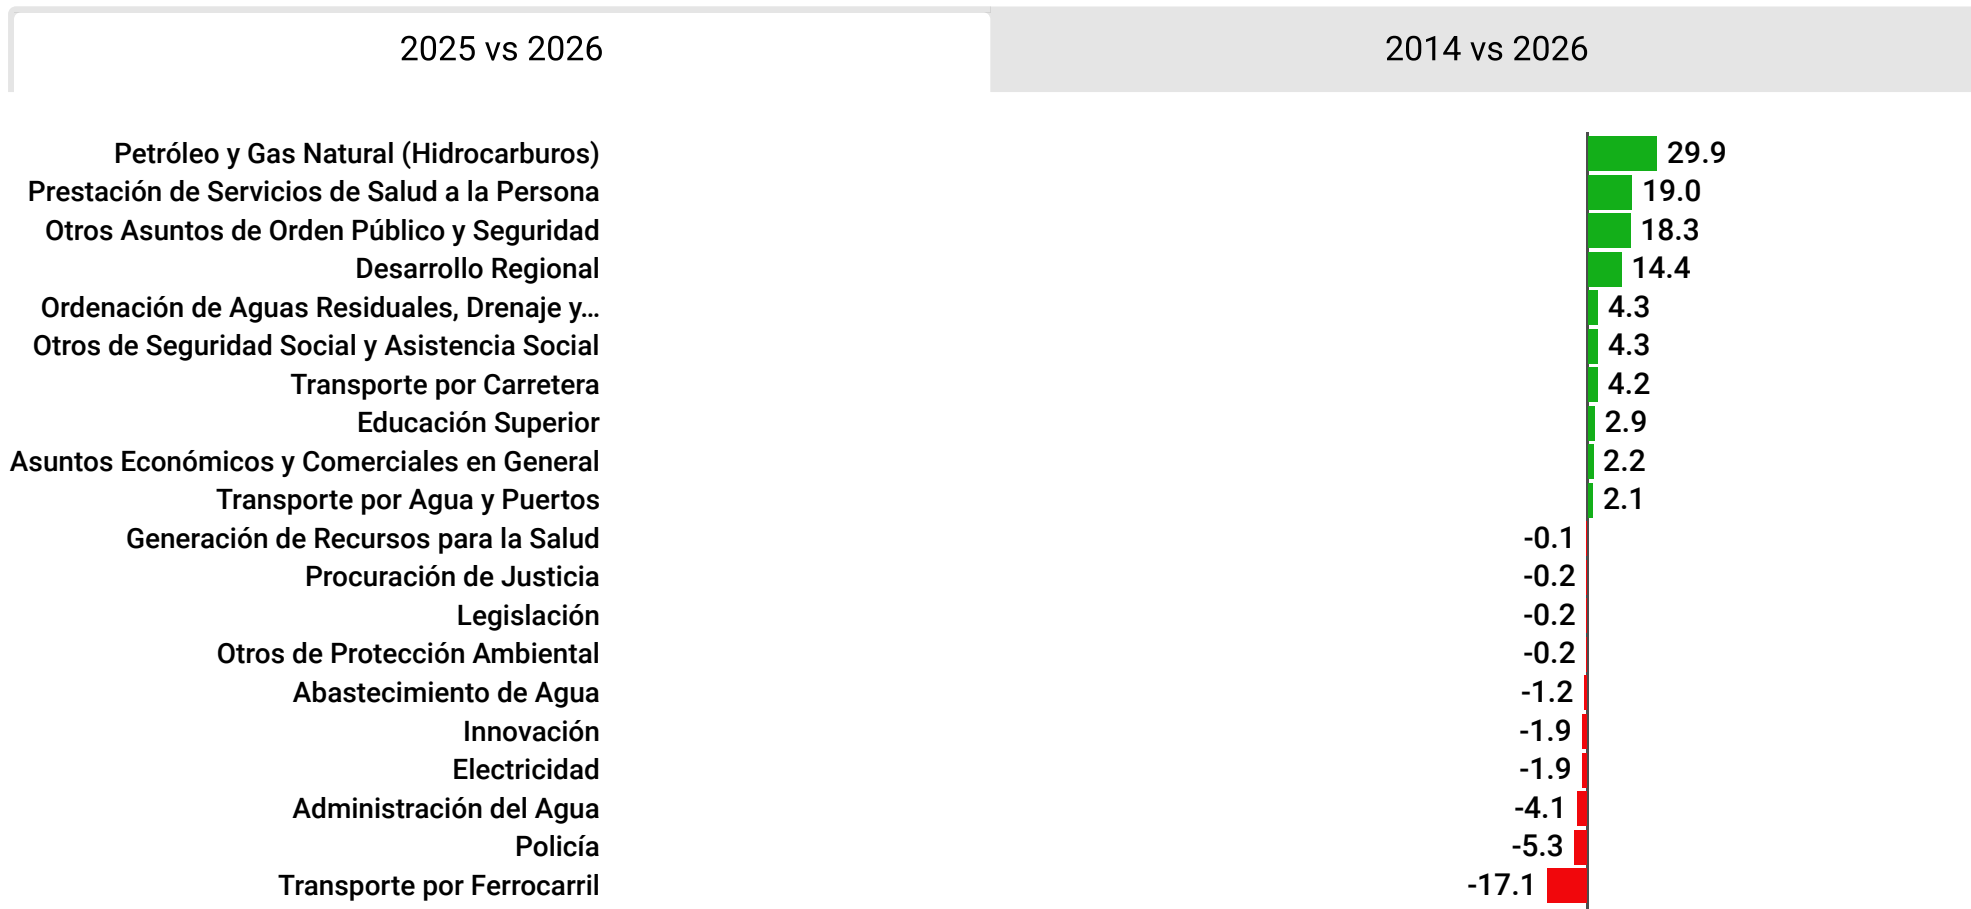 2025 vs 2026
2014 vs 2026
Petróleo y Gas Natural (Hidrocarburos) 29.9
Prestación de Servicios de Salud a la Persona 19.0
Otros Asuntos de Orden Público y Seguridad 18.3
Desarrollo Regional 14.4
Ordenación de Aguas Residuales, Drenaje y... 4.3
Otros de Seguridad Social y Asistencia Social 4.3
Transporte por Carretera 4.2
Educación Superior 2.9
Asuntos Económicos y Comerciales en General 2.2
Transporte por Agua y Puertos 2.1
Generación de Recursos para la Salud -0.1
Procuración de Justicia -0.2
Legislación -0.2
Otros de Protección Ambiental -0.2
Abastecimiento de Agua -1.2
Innovación -1.9
Electricidad -1.9
Administración del Agua -4.1
Policía -5.3
Transporte por Ferrocarril -17.1